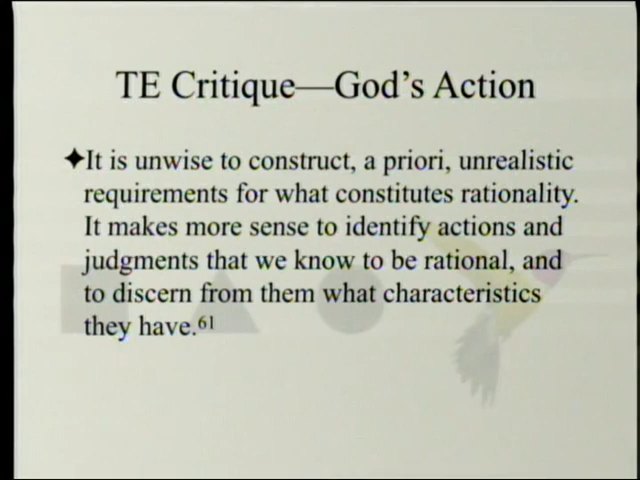 TE Critique—God's Action
✦It is unwise to construct, a priori, unrealistic
requirements for what constitutes rationality.
It makes more sense to identify actions and
judgments that we know to be rational, and
to discern from them what characteristics
they have.61